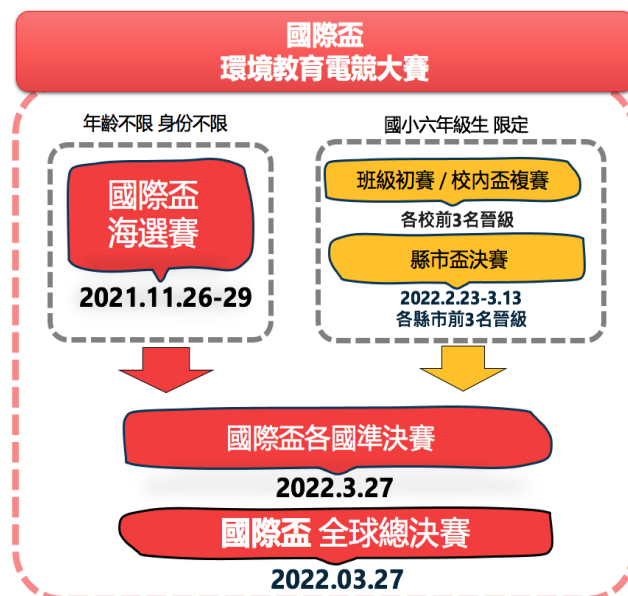 國際盃
環境教育電競大賽
年齡不限 身份不限
國際盃
海選賽
2021.11.26-29
國小六年級生 限定
班級初賽 / 校內盃複賽
各校前3名晉級
縣市盃決賽
2022.2.23-3.13
各縣市前3名晉級
國際盃各國準決賽
2022.3.27
國際盃 全球總決賽
2022.03.27